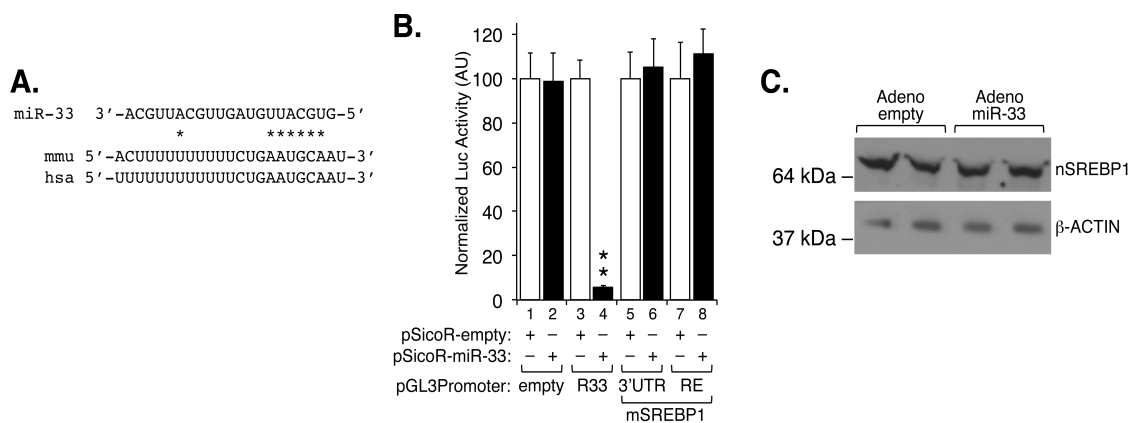 A.
miR-33 3'-ACGUUACGUUGAUGUUACGUG-5'
* ******
mmu 5'-ACUUUUUUUUUUCUGAAUGCAAU-3'
hsa 5'-UUUUUUUUUUUUCUGAAUGCAAU-3'
B.
Normalized Luc Activity (AU)
120
100
80
60
40
20
0
*
*
1 2 3 4 5 6 7 8
pSicoR-empty: + – + – + – + –
pSicoR-miR-33: – + – + – + – +
pGL3Promoter: empty R33 3'UTR RE
mSREBP1
C.
Adeno empty
Adeno miR-33
64 kDa –
nSREBP1
37 kDa –
β-ACTIN